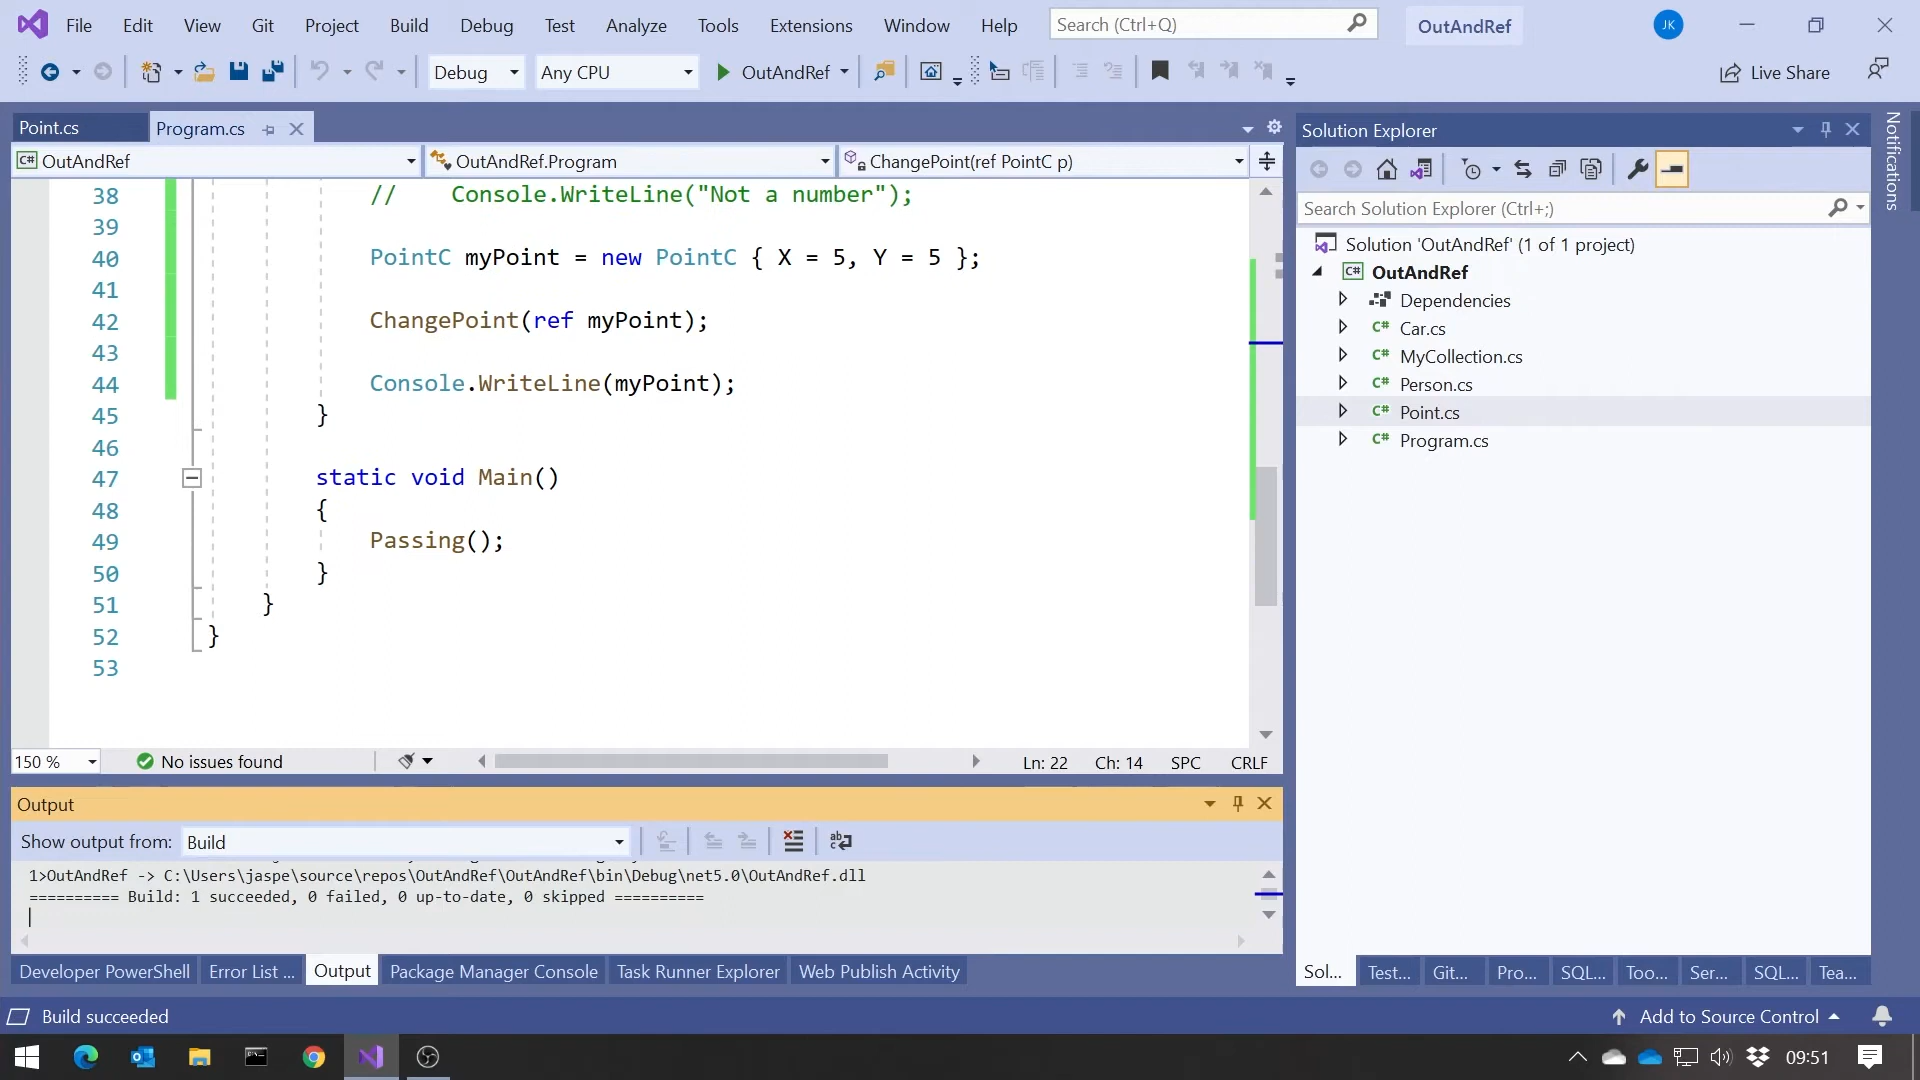 File Edit View Git Project Build Debug Test Analyze Tools Extensions Window Help Search (Ctrl+Q) OutAndRef JK
Debug Any CPU OutAndRef Live Share
Point.cs Program.cs
C# OutAndRef OutAndRef.Program ChangePoint(ref PointC p)
38 // Console.WriteLine("Not a number");
39
40 PointC myPoint = new PointC { X = 5, Y = 5 };
41
42 ChangePoint(ref myPoint);
43
44 Console.WriteLine(myPoint);
45 }
46
47 static void Main()
48 {
49 Passing();
50 }
51 }
52 }
53
150 % No issues found Ln: 22 Ch: 14 SPC CRLF
Output
Show output from: Build
1>OutAndRef -> C:\Users\jaspe\source\repos\OutAndRef\OutAndRef\bin\Debug\net5.0\OutAndRef.dll
========== Build: 1 succeeded, 0 failed, 0 up-to-date, 0 skipped ==========
Developer PowerShell Error List ... Output Package Manager Console Task Runner Explorer Web Publish Activity
Solution Explorer
Search Solution Explorer (Ctrl+;)
Solution 'OutAndRef' (1 of 1 project)
C# OutAndRef
Dependencies
C# Car.cs
C# MyCollection.cs
C# Person.cs
C# Point.cs
C# Program.cs
Sol... Test... Git... Pro... SQL... Too... Ser... SQL... Tea...
Notifications
Build succeeded Add to Source Control
09:51